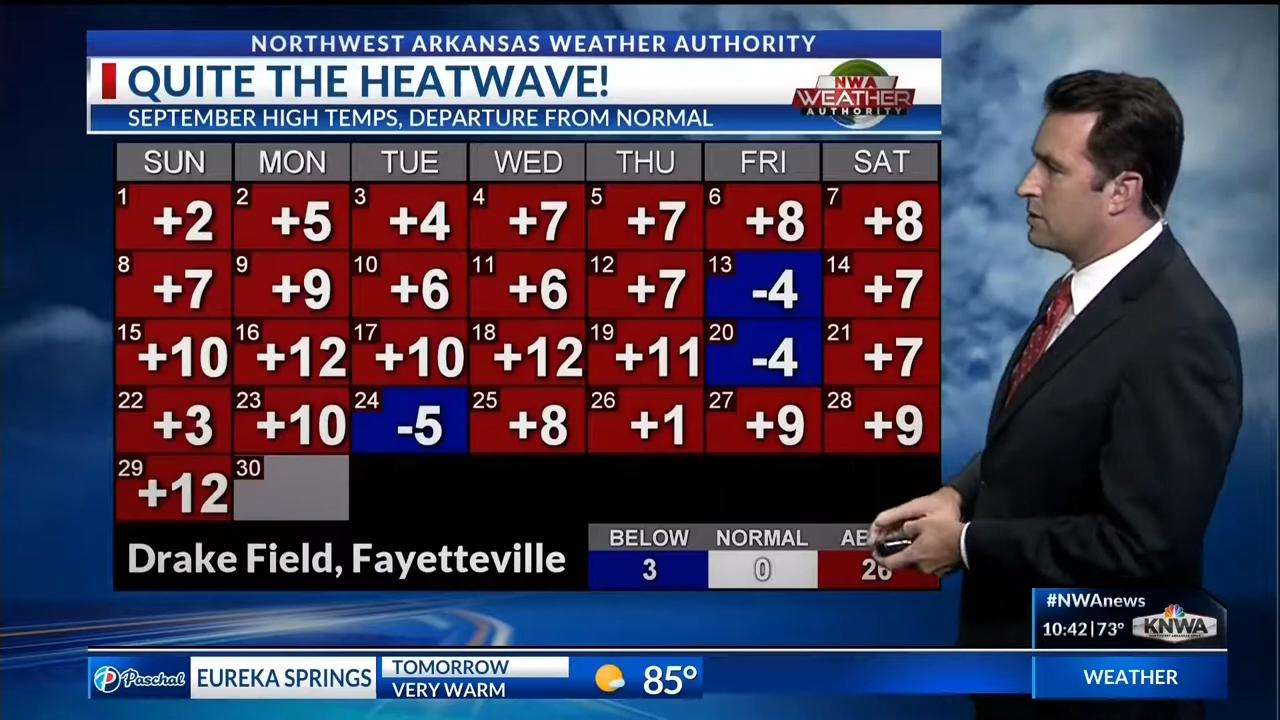 NORTHWEST ARKANSAS WEATHER AUTHORITY
QUITE THE HEATWAVE!
NWA
WEATHER
AUTHORITY
SEPTEMBER HIGH TEMPS, DEPARTURE FROM NORMAL
SUN MON TUE WED THU FRI SAT
1 +2 2 +5 3 +4 4 +7 5 +7 6 +8 7 +8
8 +7 9 +9 10 +6 11 +6 12 +7 13 -4 14 +7
15 +10 16 +12 17 +10 18 +12 19 +11 20 -4 21 +7
22 +3 23 +10 24 -5 25 +8 26 +1 27 +9 28 +9
29 +12 30
Drake Field, Fayetteville
BELOW NORMAL
3 0 26
#NWAnews
10:42|73°
KNWA
Paschal
EUREKA SPRINGS
TOMORROW
VERY WARM
85°
WEATHER